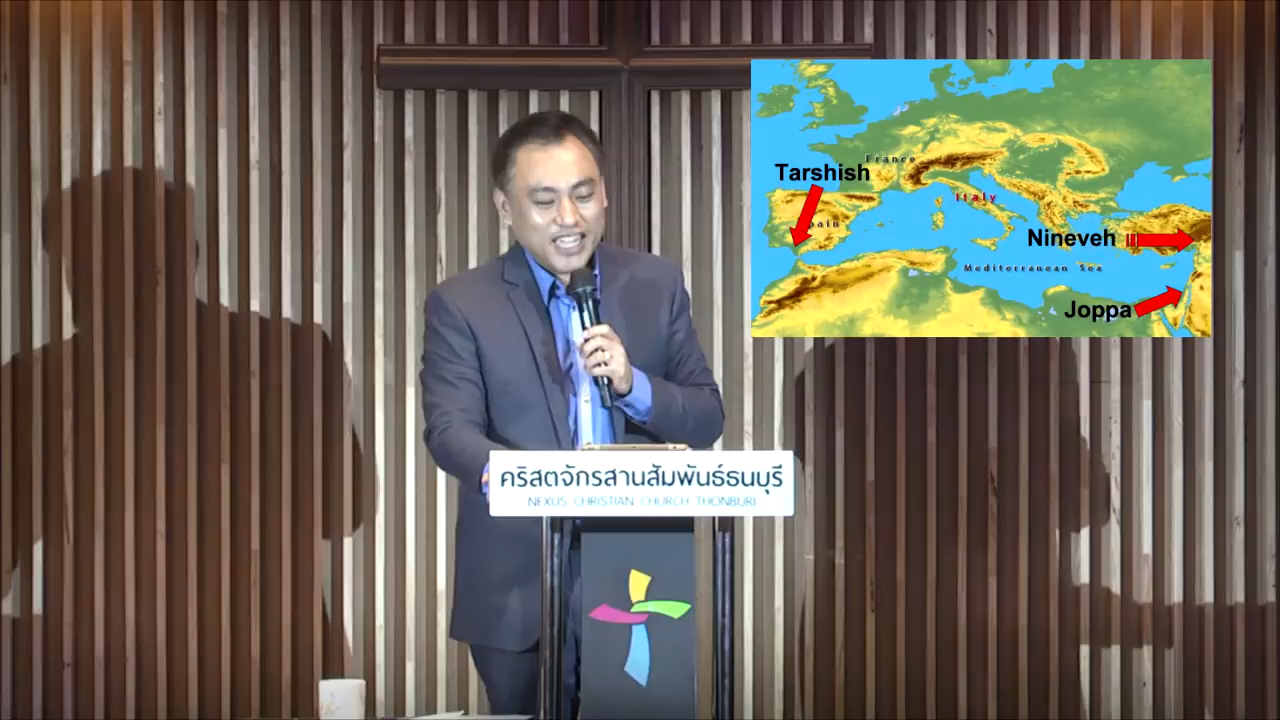 France
Tarshish
Italy
Spain
Nineveh
Mediterranean Sea
Joppa
คริสตจักรสานสัมพันธ์ธนบุรี
NEXUS CHRISTIAN CHURCH THONBURI